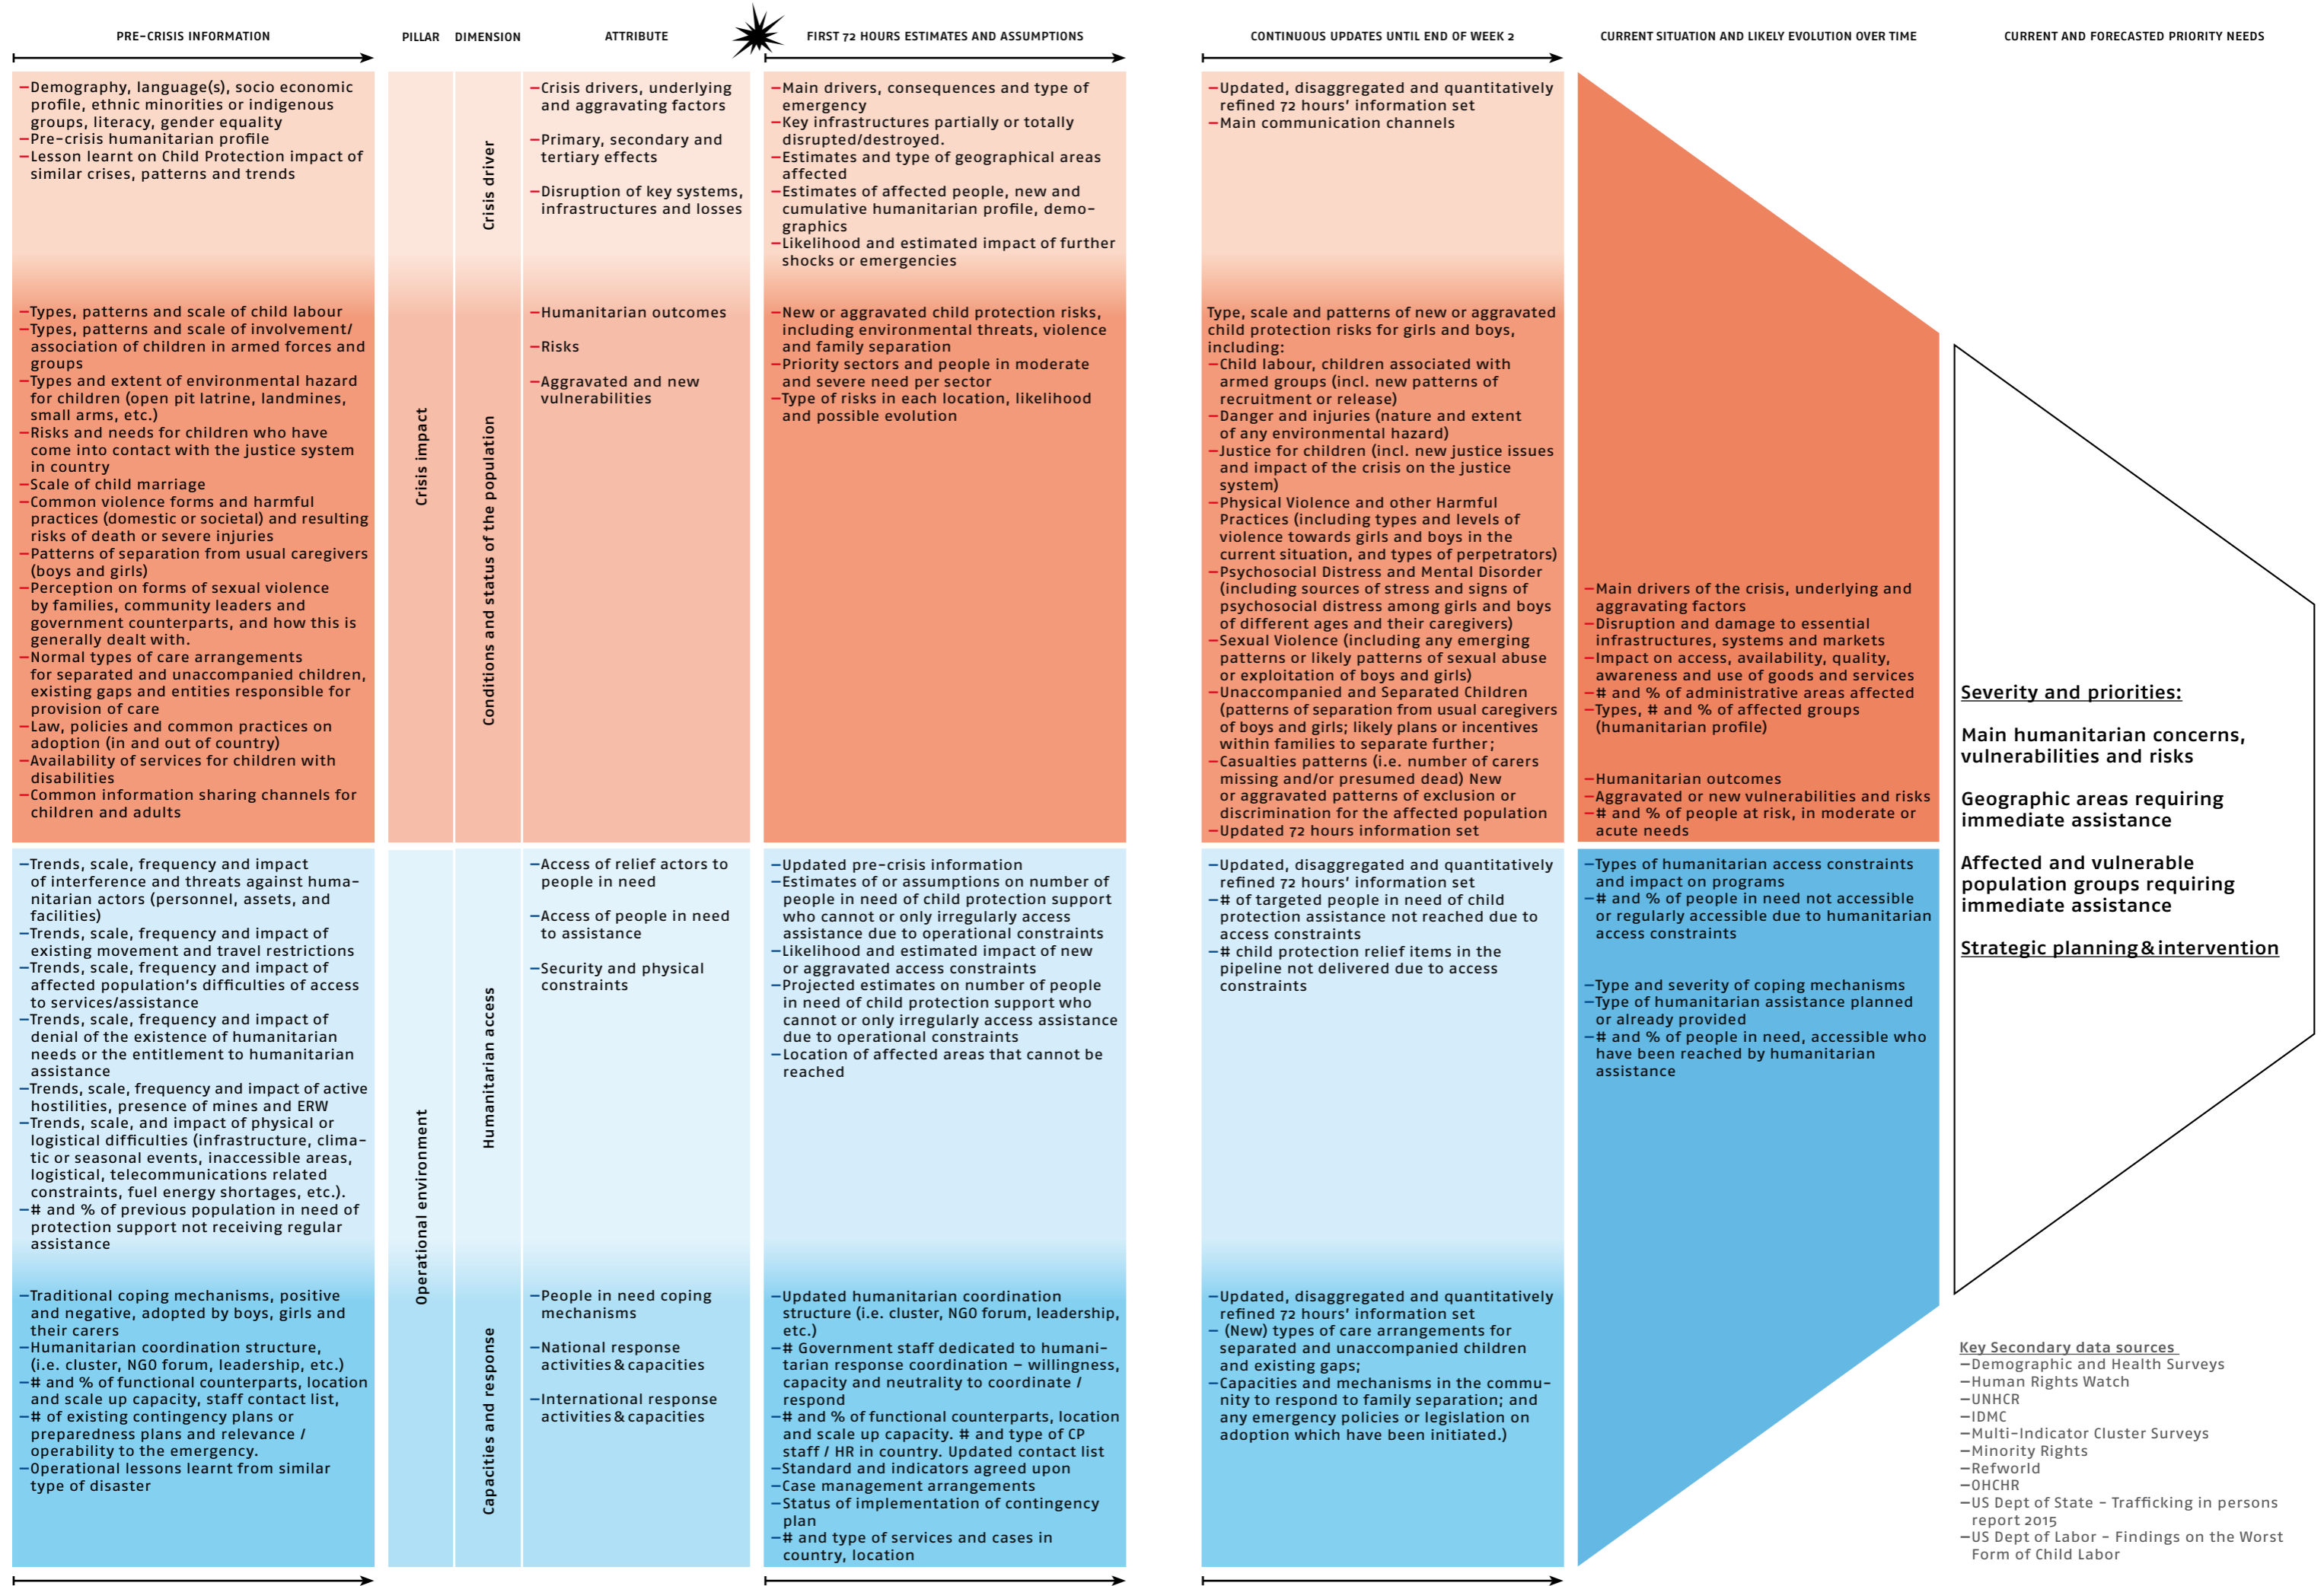 PRE-CRISIS INFORMATION
PILLAR
DIMENSION
ATTRIBUTE
FIRST 72 HOURS ESTIMATES AND ASSUMPTIONS
CONTINUOUS UPDATES UNTIL END OF WEEK 2
CURRENT SITUATION AND LIKELY EVOLUTION OVER TIME
CURRENT AND FORECASTED PRIORITY NEEDS
–Demography, language(s), socio economic
profile, ethnic minorities or indigenous
groups, literacy, gender equality
–Pre-crisis humanitarian profile
–Lesson learnt on Child Protection impact of
similar crises, patterns and trends
–Types, patterns and scale of child labour
–Types, patterns and scale of involvement/
association of children in armed forces and
groups
–Types and extent of environmental hazard
for children (open pit latrine, landmines,
small arms, etc.)
–Risks and needs for children who have
come into contact with the justice system
in country
–Scale of child marriage
–Common violence forms and harmful
practices (domestic or societal) and resulting
risks of death or severe injuries
–Patterns of separation from usual caregivers
(boys and girls)
–Perception on forms of sexual violence
by families, community leaders and
government counterparts, and how this is
generally dealt with.
–Normal types of care arrangements
for separated and unaccompanied children,
existing gaps and entities responsible for
provision of care
–Law, policies and common practices on
adoption (in and out of country)
–Availability of services for children with
disabilities
–Common information sharing channels for
children and adults
–Trends, scale, frequency and impact
of interference and threats against huma-
nitarian actors (personnel, assets, and
facilities)
–Trends, scale, frequency and impact of
existing movement and travel restrictions
–Trends, scale, frequency and impact of
affected population's difficulties of access
to services/assistance
–Trends, scale, frequency and impact of
denial of the existence of humanitarian
needs or the entitlement to humanitarian
assistance
–Trends, scale, frequency and impact of active
hostilities, presence of mines and ERW
–Trends, scale, and impact of physical or
logistical difficulties (infrastructure, clima-
tic or seasonal events, inaccessible areas,
logistical, telecommunications related
constraints, fuel energy shortages, etc.).
–# and % of previous population in need of
protection support not receiving regular
assistance
–Traditional coping mechanisms, positive
and negative, adopted by boys, girls and
their carers
–Humanitarian coordination structure,
(i.e. cluster, NGO forum, leadership, etc.)
–# and % of functional counterparts, location
and scale up capacity, staff contact list,
–# of existing contingency plans or
preparedness plans and relevance /
operability to the emergency.
–Operational lessons learnt from similar
type of disaster
Crisis impact
Operational environment
Crisis driver
Conditions and status of the population
Humanitarian access
Capacities and response
–Crisis drivers, underlying
and aggravating factors
–Primary, secondary and
tertiary effects
–Disruption of key systems,
infrastructures and losses
–Humanitarian outcomes
–Risks
–Aggravated and new
vulnerabilities
–Access of relief actors to
people in need
–Access of people in need
to assistance
–Security and physical
constraints
–People in need coping
mechanisms
–National response
activities & capacities
–International response
activities & capacities
–Main drivers, consequences and type of
emergency
–Key infrastructures partially or totally
disrupted/destroyed.
–Estimates and type of geographical areas
affected
–Estimates of affected people, new and
cumulative humanitarian profile, demo-
graphics
–Likelihood and estimated impact of further
shocks or emergencies
–New or aggravated child protection risks,
including environmental threats, violence
and family separation
–Priority sectors and people in moderate
and severe need per sector
–Type of risks in each location, likelihood
and possible evolution
–Updated pre-crisis information
–Estimates of or assumptions on number of
people in need of child protection support
who cannot or only irregularly access
assistance due to operational constraints
–Likelihood and estimated impact of new
or aggravated access constraints
–Projected estimates on number of people
in need of child protection support who
cannot or only irregularly access assistance
due to operational constraints
–Location of affected areas that cannot be
reached
–Updated humanitarian coordination
structure (i.e. cluster, NGO forum, leadership,
etc.)
–# Government staff dedicated to humani-
tarian response coordination – willingness,
capacity and neutrality to coordinate /
respond
–# and % of functional counterparts, location
and scale up capacity. # and type of CP
staff / HR in country. Updated contact list
–Standard and indicators agreed upon
–Case management arrangements
–Status of implementation of contingency
plan
–# and type of services and cases in
country, location
–Updated, disaggregated and quantitatively
refined 72 hours' information set
–Main communication channels
Type, scale and patterns of new or aggravated
child protection risks for girls and boys,
including:
–Child labour, children associated with
armed groups (incl. new patterns of
recruitment or release)
–Danger and injuries (nature and extent
of any environmental hazard)
–Justice for children (incl. new justice issues
and impact of the crisis on the justice
system)
–Physical Violence and other Harmful
Practices (including types and levels of
violence towards girls and boys in the
current situation, and types of perpetrators)
–Psychosocial Distress and Mental Disorder
(including sources of stress and signs of
psychosocial distress among girls and boys
of different ages and their caregivers)
–Sexual Violence (including any emerging
patterns or likely patterns of sexual abuse
or exploitation of boys and girls)
–Unaccompanied and Separated Children
(patterns of separation from usual caregivers
of boys and girls; likely plans or incentives
within families to separate further;
–Casualties patterns (i.e. number of carers
missing and/or presumed dead) New
or aggravated patterns of exclusion or
discrimination for the affected population
–Updated 72 hours information set
–Updated, disaggregated and quantitatively
refined 72 hours' information set
–# of targeted people in need of child
protection assistance not reached due to
access constraints
–# child protection relief items in the
pipeline not delivered due to access
constraints
–Updated, disaggregated and quantitatively
refined 72 hours' information set
– (New) types of care arrangements for
separated and unaccompanied children
and existing gaps;
–Capacities and mechanisms in the commu-
nity to respond to family separation; and
any emergency policies or legislation on
adoption which have been initiated.)
–Main drivers of the crisis, underlying and
aggravating factors
–Disruption and damage to essential
infrastructures, systems and markets
–Impact on access, availability, quality,
awareness and use of goods and services
–# and % of administrative areas affected
–Types, # and % of affected groups
(humanitarian profile)
–Humanitarian outcomes
–Aggravated or new vulnerabilities and risks
–# and % of people at risk, in moderate or
acute needs
–Types of humanitarian access constraints
and impact on programs
–# and % of people in need not accessible
or regularly accessible due to humanitarian
access constraints
–Type and severity of coping mechanisms
–Type of humanitarian assistance planned
or already provided
–# and % of people in need, accessible who
have been reached by humanitarian
assistance
Severity and priorities:
Main humanitarian concerns,
vulnerabilities and risks
Geographic areas requiring
immediate assistance
Affected and vulnerable
population groups requiring
immediate assistance
Strategic planning & intervention
Key Secondary data sources
–Demographic and Health Surveys
–Human Rights Watch
–UNHCR
–IDMC
–Multi-Indicator Cluster Surveys
–Minority Rights
–Refworld
–OHCHR
–US Dept of State - Trafficking in persons
report 2015
–US Dept of Labor - Findings on the Worst
Form of Child Labor